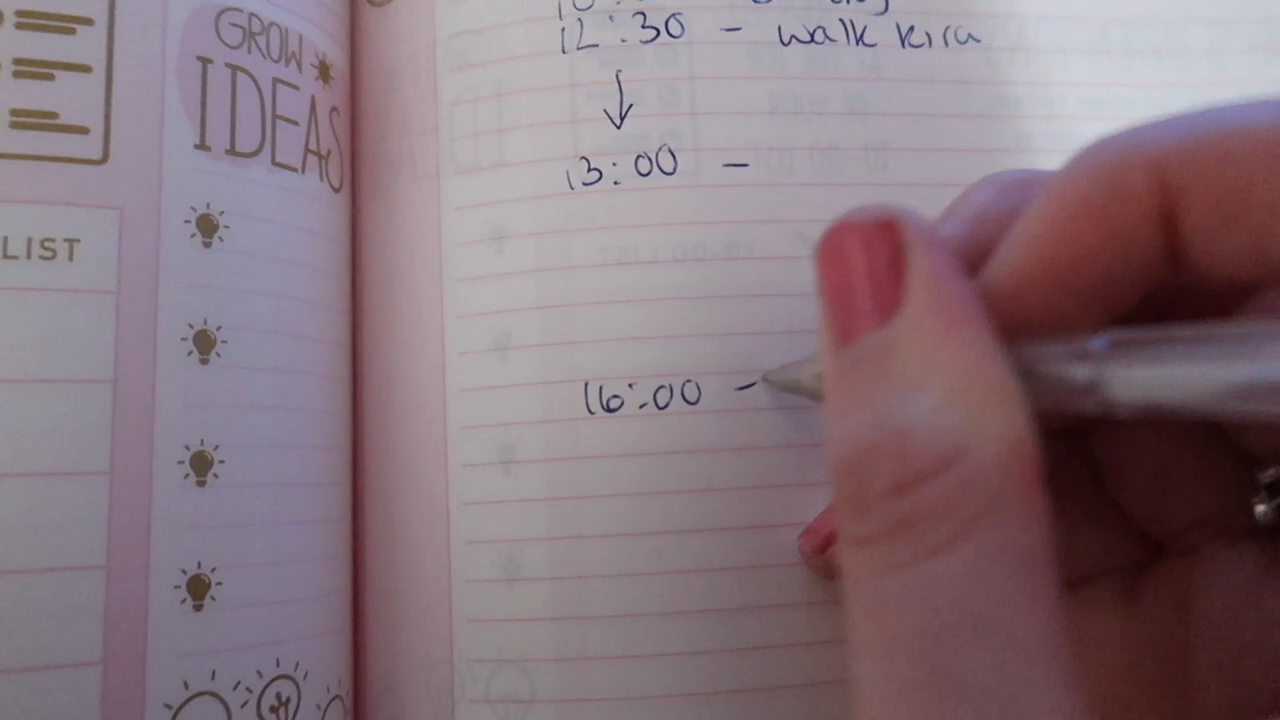 GROW
IDEAS
LIST
12:30 - walk kira
↓
13:00 -
16:00 -